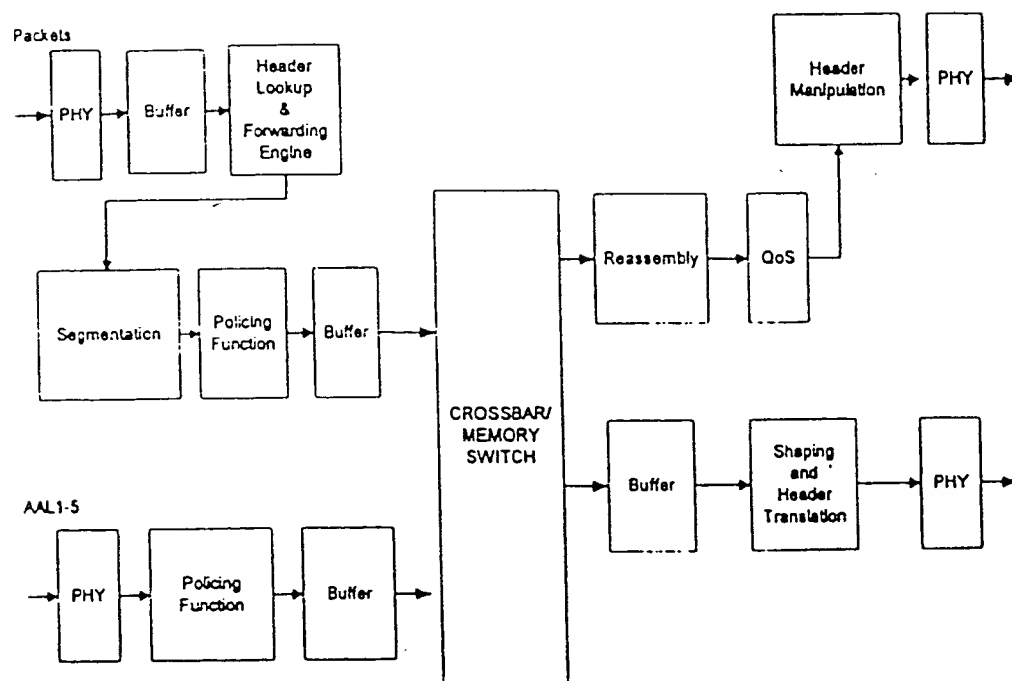 Packets
PHY
Buffer
Header
Lookup
&
Forwarding
Engine
Header
Manipulation
PHY
Segmentation
Policing
Function
Buffer
Reassembly
QoS
CROSSBAR/
MEMORY
SWITCH
Buffer
Shaping
and
Header
Translation
PHY
AAL1-5
PHY
Policing
Function
Buffer